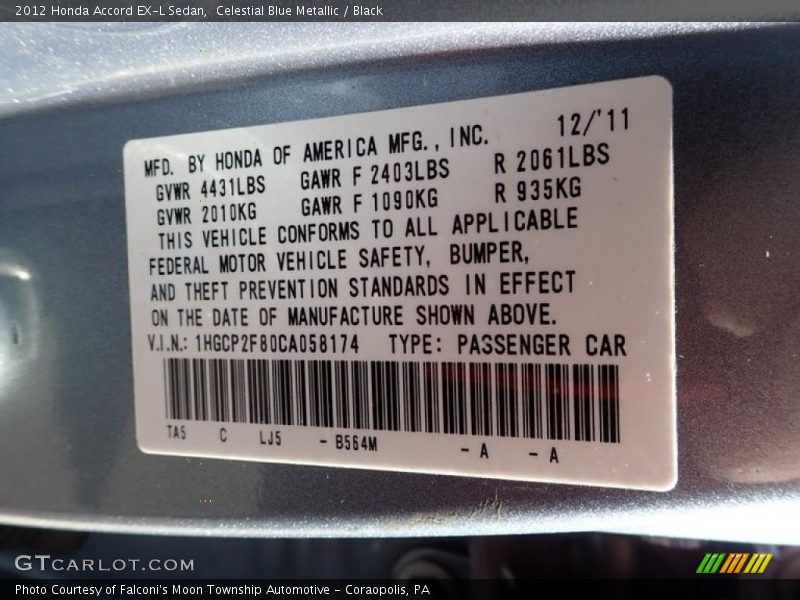 2012 Honda Accord EX-L Sedan,  Celestial Blue Metallic / Black
12/'11
MFD. BY HONDA OF AMERICA MFG., INC.
GVWR 4431LBS GAWR F 2403LBS R 2061LBS
GVWR 2010KG GAWR F 1090KG R 935KG
THIS VEHICLE CONFORMS TO ALL APPLICABLE
FEDERAL MOTOR VEHICLE SAFETY, BUMPER,
AND THEFT PREVENTION STANDARDS IN EFFECT
ON THE DATE OF MANUFACTURE SHOWN ABOVE.
V.I.N.: 1HGCP2F80CA058174 TYPE: PASSENGER CAR
TA5 C LJ5 - B564M - A - A
GTCARLOT.COM
Photo Courtesy of Falconi's Moon Township Automotive - Coraopolis, PA